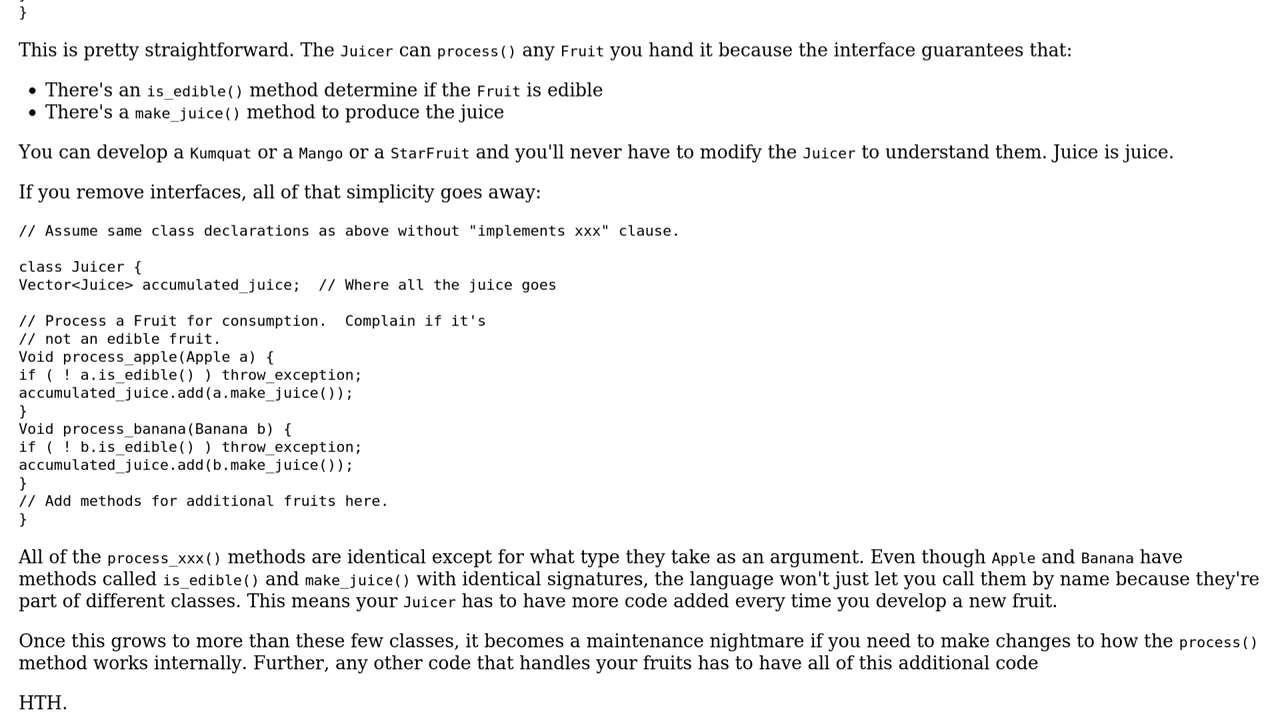 }
This is pretty straightforward. The Juicer can process() any Fruit you hand it because the interface guarantees that:
• There's an is_edible() method determine if the Fruit is edible
• There's a make_juice() method to produce the juice
You can develop a Kumquat or a Mango or a StarFruit and you'll never have to modify the Juicer to understand them. Juice is juice.
If you remove interfaces, all of that simplicity goes away:
// Assume same class declarations as above without "implements xxx" clause.
class Juicer {
Vector<Juice> accumulated_juice;  // Where all the juice goes
// Process a Fruit for consumption.  Complain if it's
// not an edible fruit.
Void process_apple(Apple a) {
if ( ! a.is_edible() ) throw_exception;
accumulated_juice.add(a.make_juice());
}
Void process_banana(Banana b) {
if ( ! b.is_edible() ) throw_exception;
accumulated_juice.add(b.make_juice());
}
// Add methods for additional fruits here.
}
All of the process_xxx() methods are identical except for what type they take as an argument. Even though Apple and Banana have
methods called is_edible() and make_juice() with identical signatures, the language won't just let you call them by name because they're
part of different classes. This means your Juicer has to have more code added every time you develop a new fruit.
Once this grows to more than these few classes, it becomes a maintenance nightmare if you need to make changes to how the process()
method works internally. Further, any other code that handles your fruits has to have all of this additional code
HTH.